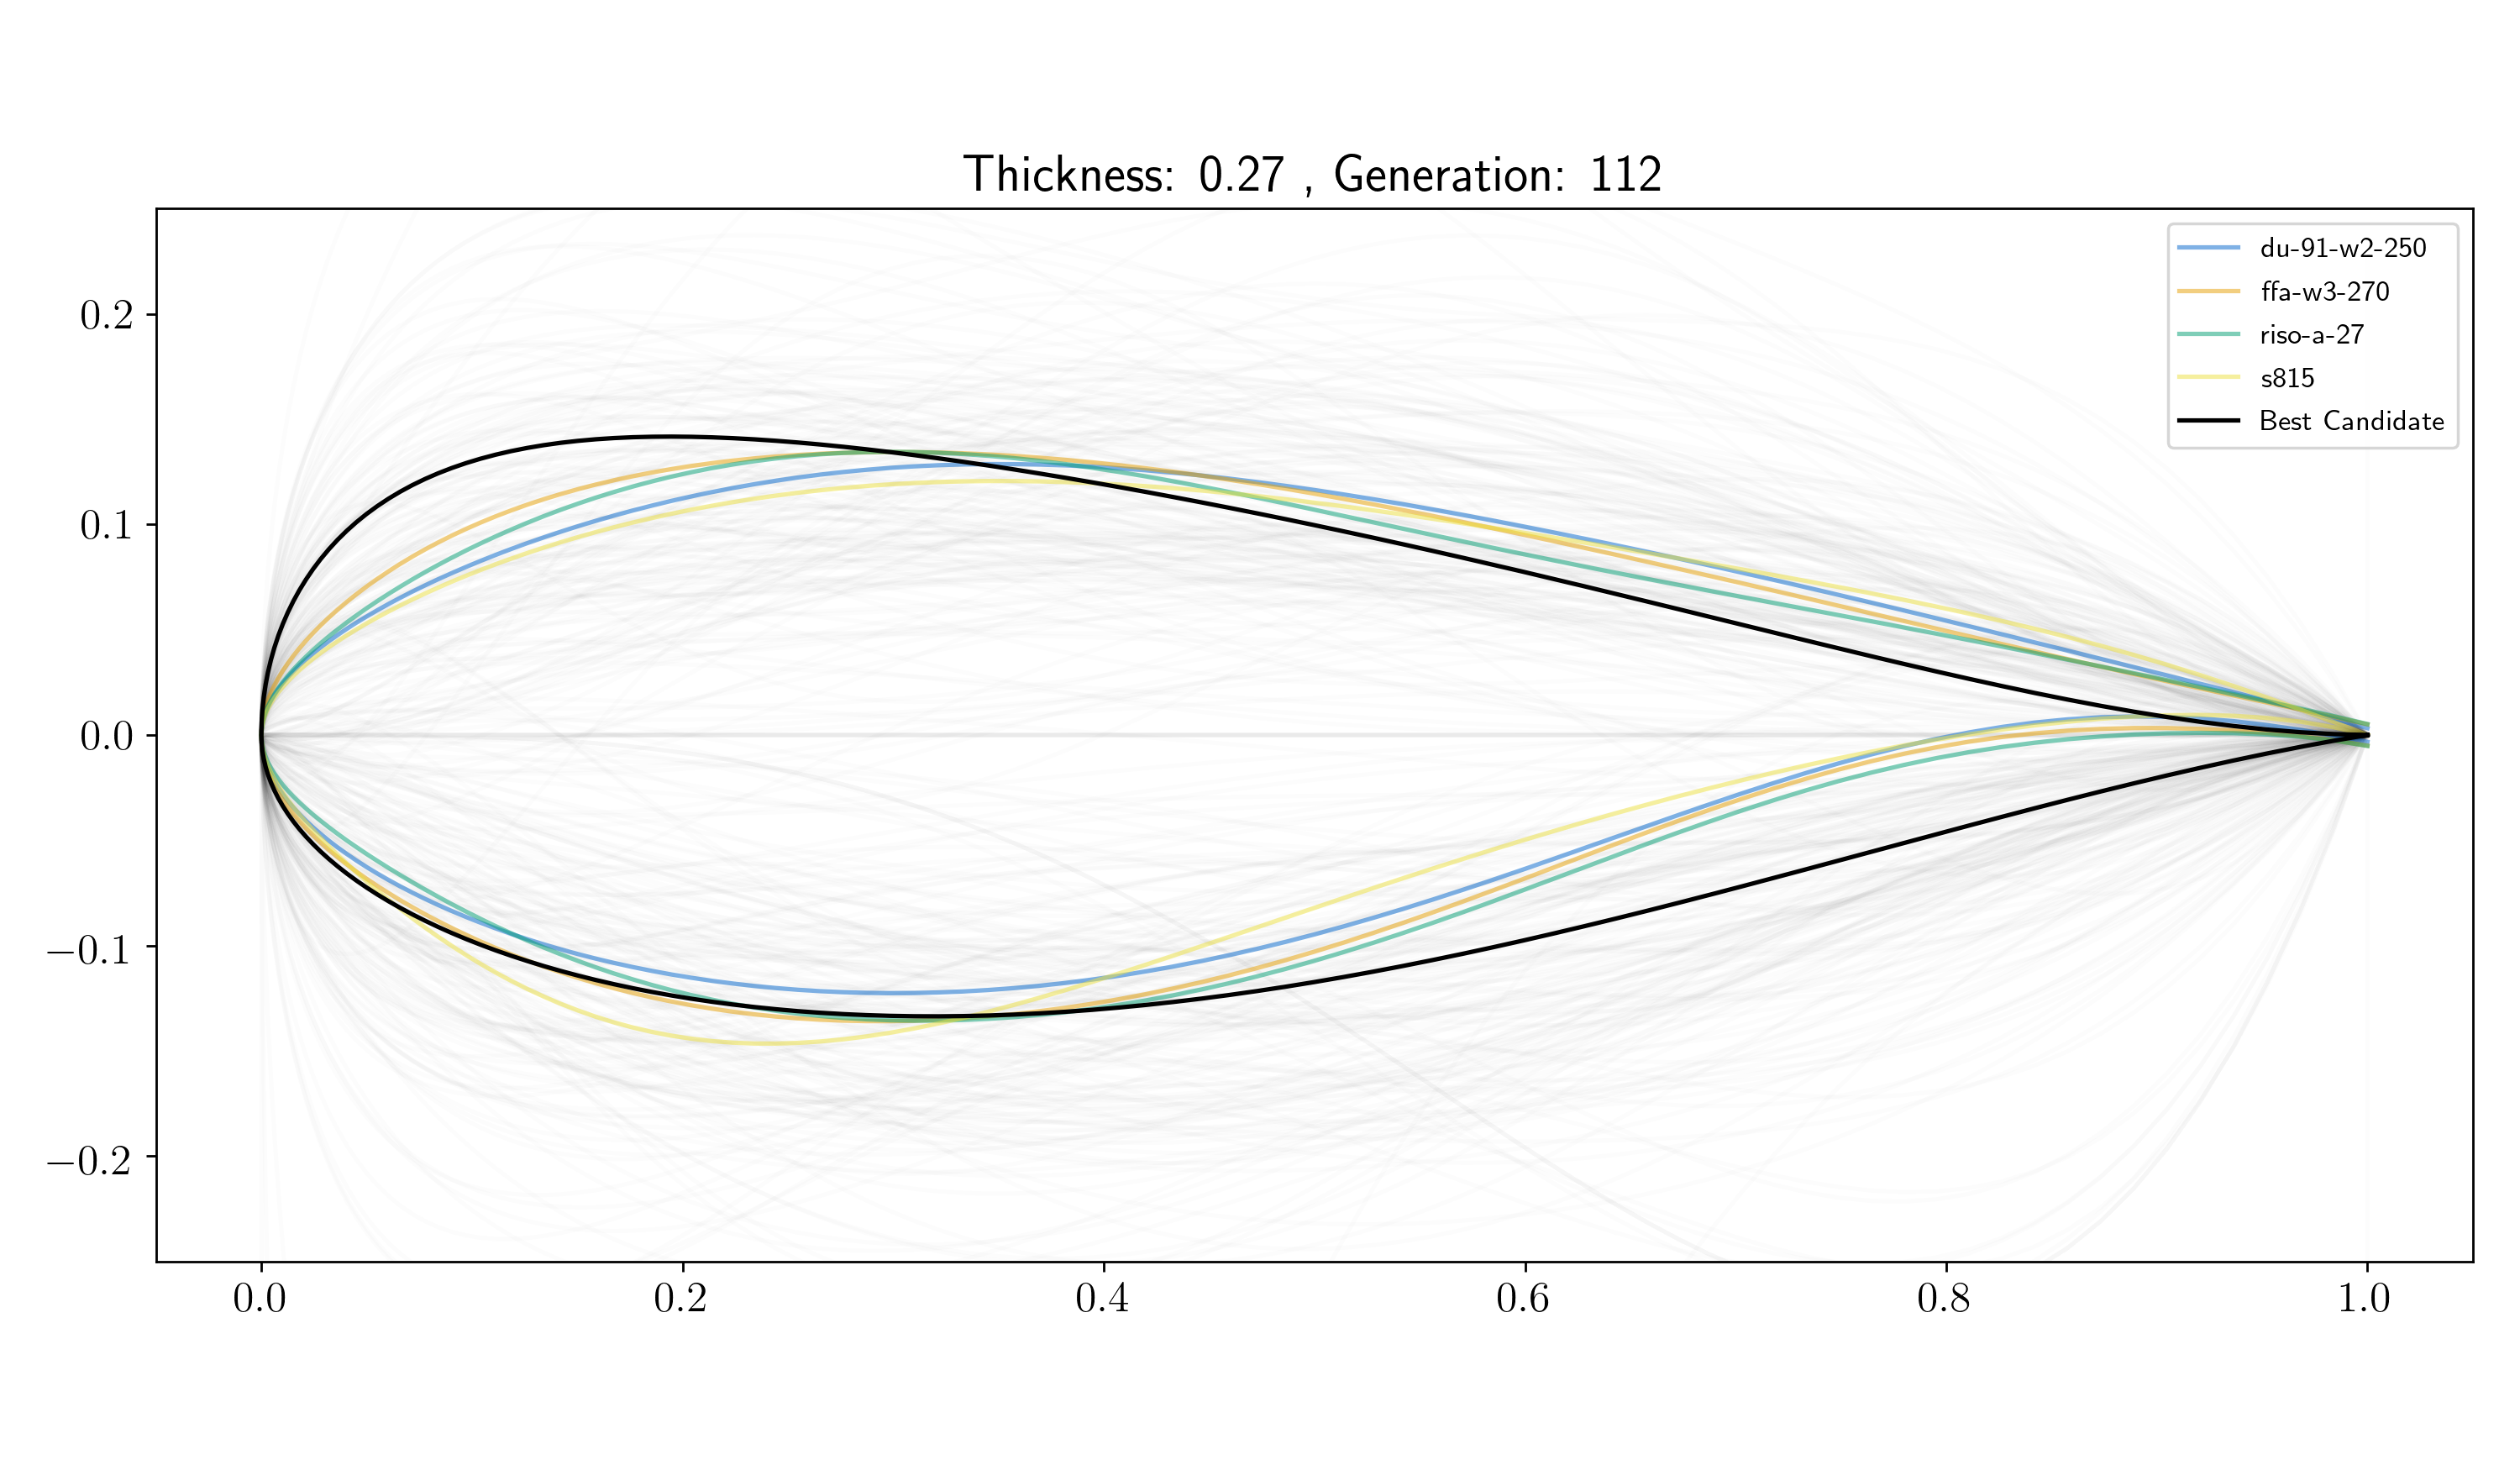 Thickness: 0.27 , Generation: 112
du-91-w2-250
ffa-w3-270
riso-a-27
s815
Best Candidate
0.2
0.1
0.0
−0.1
−0.2
0.0 0.2 0.4 0.6 0.8 1.0